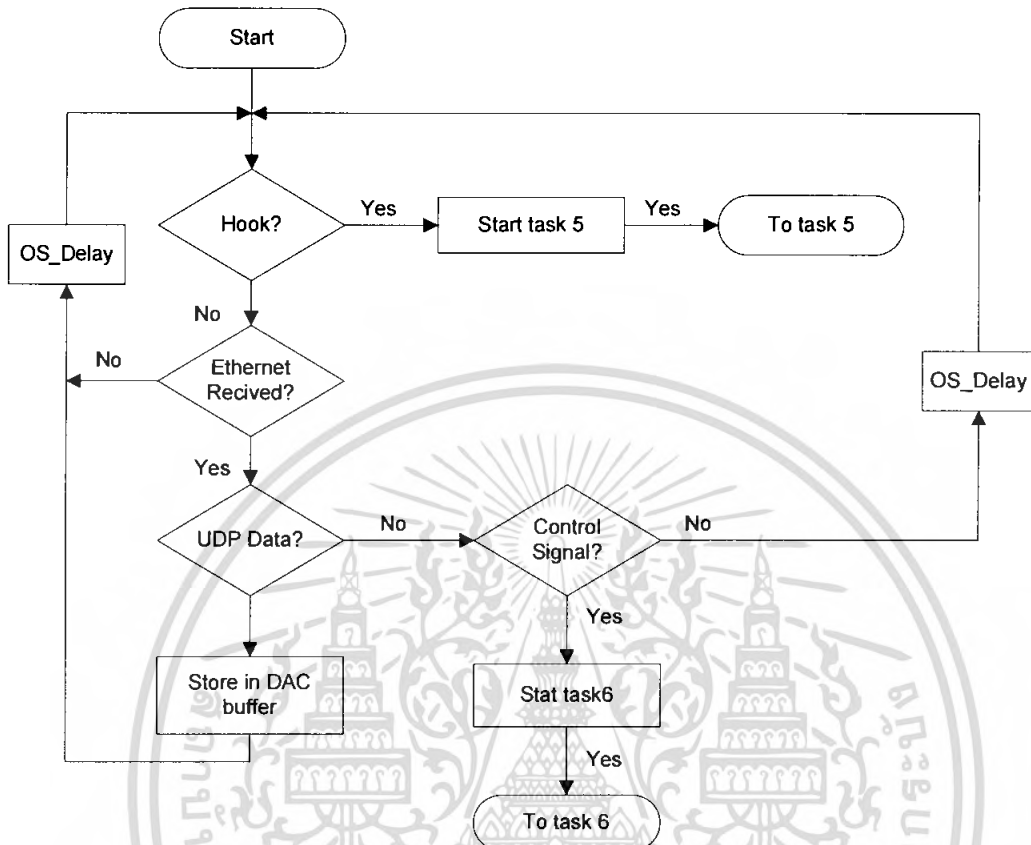 Start
Hook?
Yes
Start task 5
Yes
To task 5
OS_Delay
No
No
Ethernet
Recived?
OS_Delay
Yes
UDP Data?
No
Control
Signal?
No
Yes
Store in DAC
buffer
Stat task6
Yes
To task 6